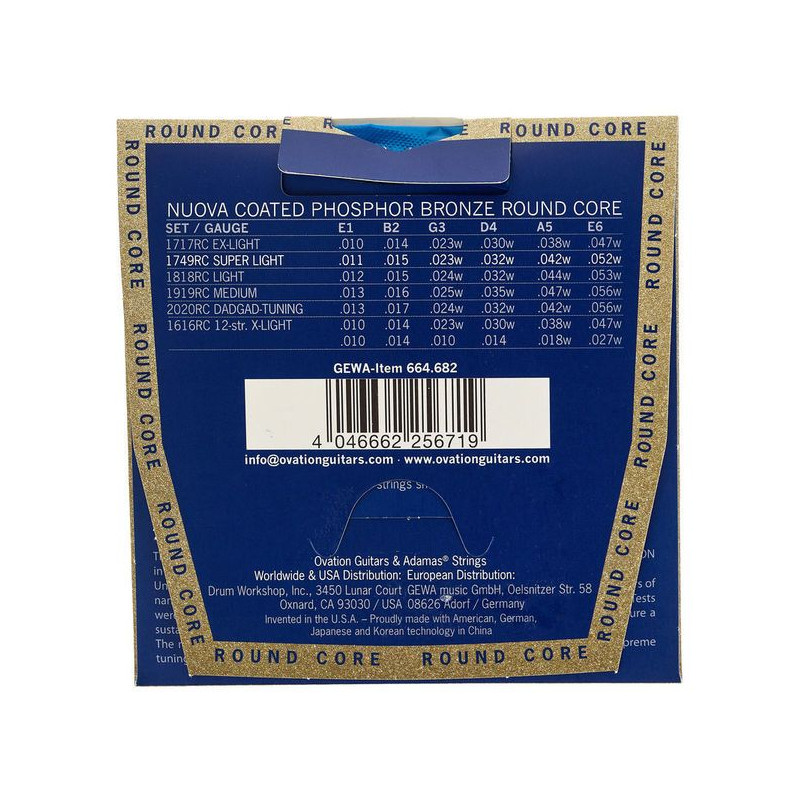 ROUND COR
ROUND CORE
NUOVA COATED PHOSPHOR BRONZE ROUND CORE
SET / GAUGE E1 B2 G3 D4 A5 E6
1717RC EX-LIGHT .010 .014 .023w .030w .038w .047w
1749RC SUPER LIGHT .011 .015 .023w .032w .042w .052w
1818RC LIGHT .012 .015 .024w .032w .044w .053w
1919RC MEDIUM .013 .016 .025w .035w .047w .056w
2020RC DADGAD-TUNING .013 .017 .024w .032w .042w .056w
1616RC 12-str. X-LIGHT .010 .014 .023w .030w .038w .047w
.010 .014 .010 .014 .018w .027w
GEWA-Item 664.682
4 046662 256719
info@ovationguitars.com · www.ovationguitars.com
Ovation Guitars & Adamas® Strings
Worldwide & USA Distribution: European Distribution:
Drum Workshop, Inc., 3450 Lunar Court GEWA music GmbH, Oelsnitzer Str. 58
Oxnard, CA 93030 / USA 08626 Adorf / Germany
Invented in the U.S.A. – Proudly made with American, German,
Japanese and Korean technology in China
ROUND CORE
ROUND CORE
ROUND CORE
ROUND CORE
ROUND CORE
ROUND CORE
ROUND CORE
ROUND CORE